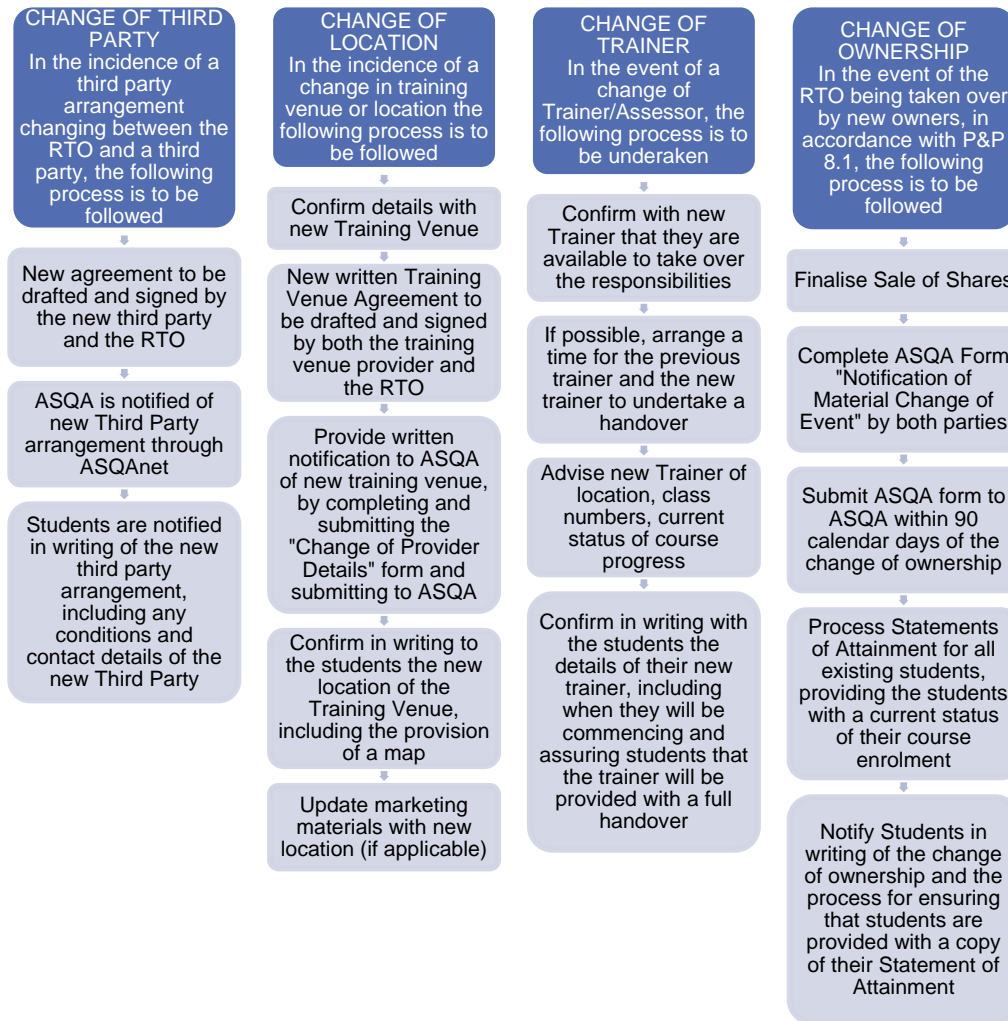 CHANGE OF THIRD
PARTY
In the incidence of a
third party
arrangement
changing between the
RTO and a third
party, the following
process is to be
followed
New agreement to be
drafted and signed by
the new third party
and the RTO
ASQA is notified of
new Third Party
arrangement through
ASQAnet
Students are notified
in writing of the new
third party
arrangement,
including any
conditions and
contact details of the
new Third Party
CHANGE OF
LOCATION
In the incidence of a
change in training
venue or location the
following process is to
be followed
Confirm details with
new Training Venue
New written Training
Venue Agreement to
be drafted and signed
by both the training
venue provider and
the RTO
Provide written
notification to ASQA
of new training venue,
by completing and
submitting the
"Change of Provider
Details" form and
submitting to ASQA
Confirm in writing to
the students the new
location of the
Training Venue,
including the provision
of a map
Update marketing
materials with new
location (if applicable)
CHANGE OF
TRAINER
In the event of a
change of
Trainer/Assessor, the
following process is to
be underaken
Confirm with new
Trainer that they are
available to take over
the responsibilities
If possible, arrange a
time for the previous
trainer and the new
trainer to undertake a
handover
Advise new Trainer of
location, class
numbers, current
status of course
progress
Confirm in writing with
the students the
details of their new
trainer, including
when they will be
commencing and
assuring students that
the trainer will be
provided with a full
handover
CHANGE OF
OWNERSHIP
In the event of the
RTO being taken over
by new owners, in
accordance with P&P
8.1, the following
process is to be
followed
Finalise Sale of Shares
Complete ASQA Form
"Notification of
Material Change of
Event" by both parties
Submit ASQA form to
ASQA within 90
calendar days of the
change of ownership
Process Statements
of Attainment for all
existing students,
providing the students
with a current status
of their course
enrolment
Notify Students in
writing of the change
of ownership and the
process for ensuring
that students are
provided with a copy
of their Statement of
Attainment